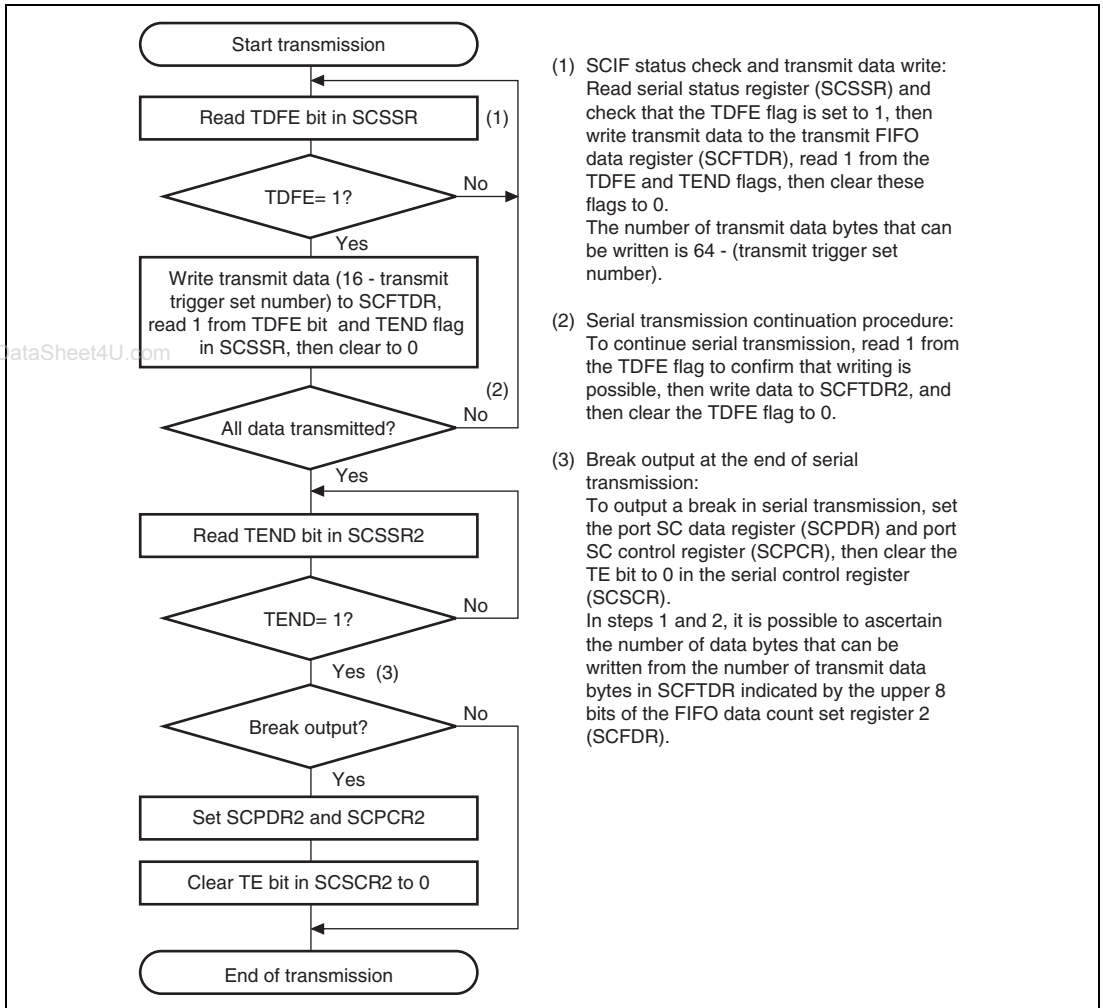 Start transmission
Read TDFE bit in SCSSR
(1)
TDFE= 1?
No
Yes
Write transmit data (16 - transmit
trigger set number) to SCFTDR,
read 1 from TDFE bit and TEND flag
in SCSSR, then clear to 0
(2)
All data transmitted?
No
Yes
Read TEND bit in SCSSR2
TEND= 1?
No
Yes (3)
Break output?
No
Yes
Set SCPDR2 and SCPCR2
Clear TE bit in SCSCR2 to 0
End of transmission
(1) SCIF status check and transmit data write:
Read serial status register (SCSSR) and
check that the TDFE flag is set to 1, then
write transmit data to the transmit FIFO
data register (SCFTDR), read 1 from the
TDFE and TEND flags, then clear these
flags to 0.
The number of transmit data bytes that can
be written is 64 - (transmit trigger set
number).
(2) Serial transmission continuation procedure:
To continue serial transmission, read 1 from
the TDFE flag to confirm that writing is
possible, then write data to SCFTDR2, and
then clear the TDFE flag to 0.
(3) Break output at the end of serial
transmission:
To output a break in serial transmission, set
the port SC data register (SCPDR) and port
SC control register (SCPCR), then clear the
TE bit to 0 in the serial control register
(SCSCR).
In steps 1 and 2, it is possible to ascertain
the number of data bytes that can be
written from the number of transmit data
bytes in SCFTDR indicated by the upper 8
bits of the FIFO data count set register 2
(SCFDR).
DataSheet4U.com